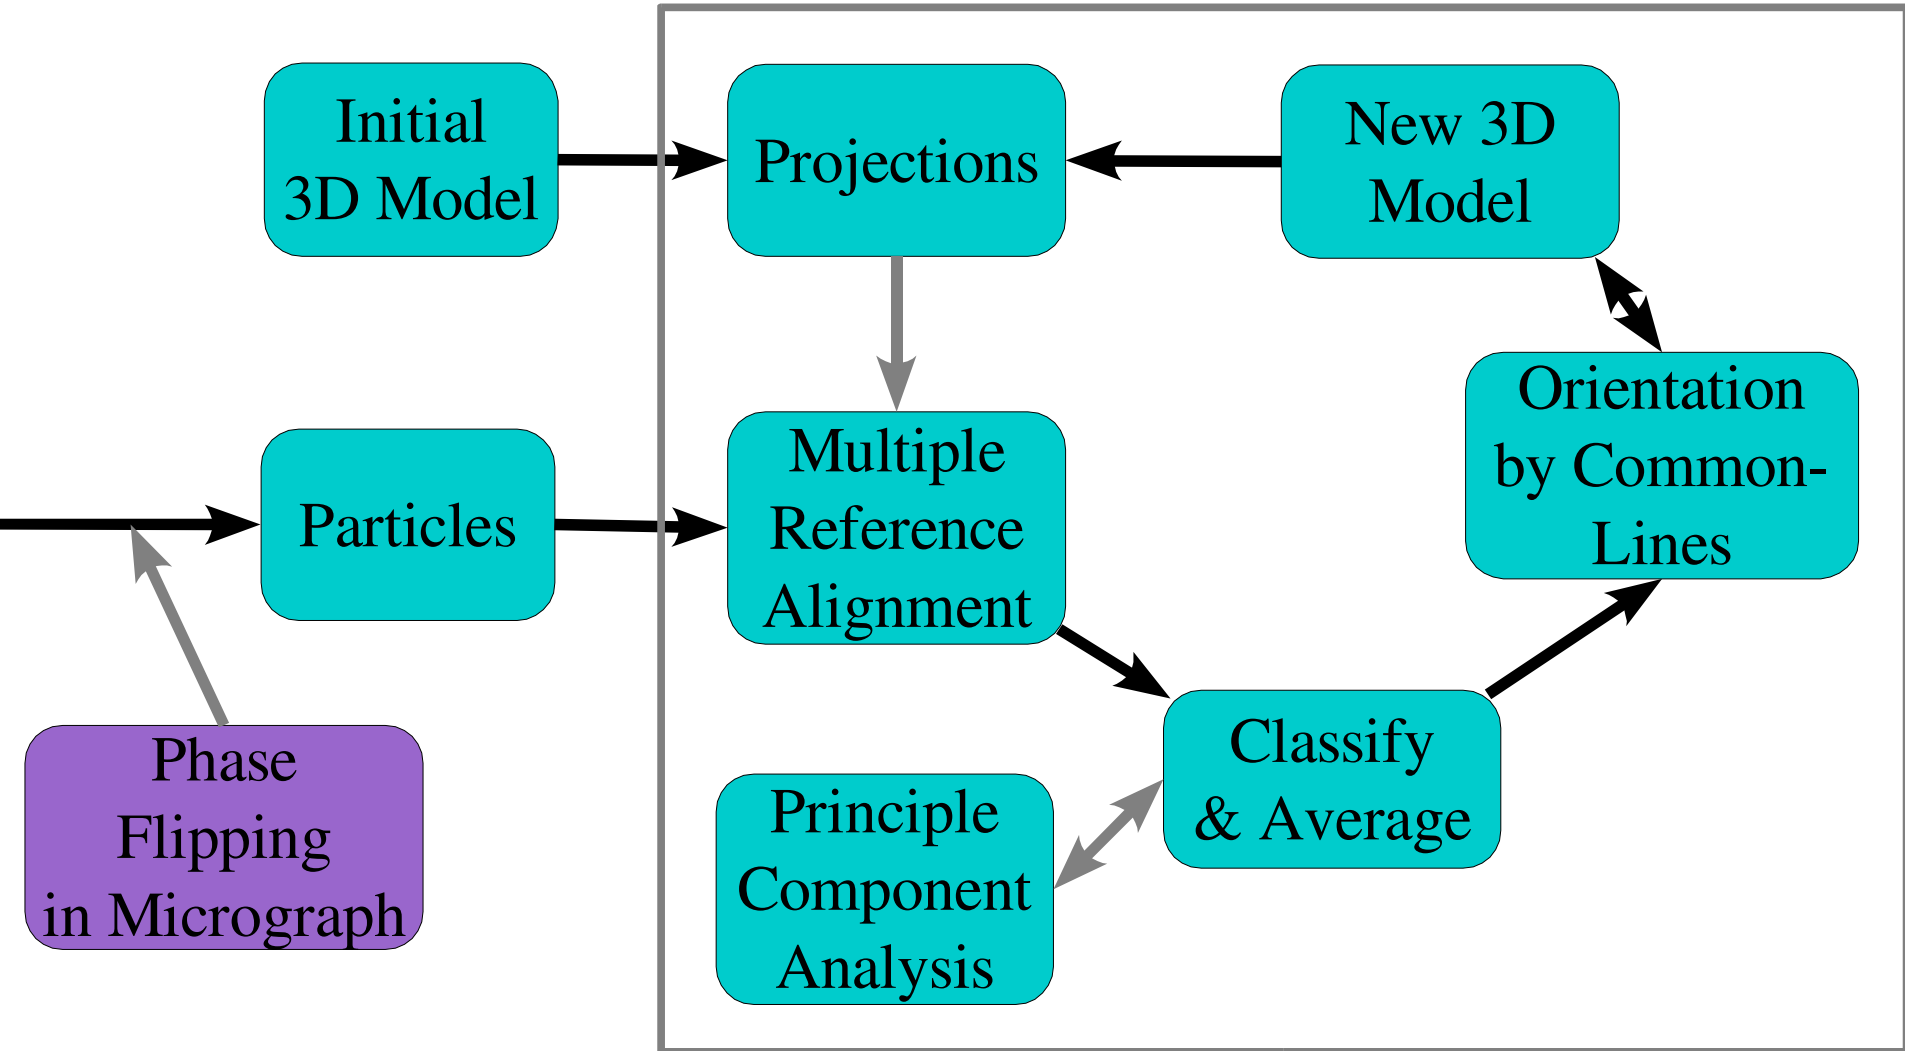 Initial
3D Model
Projections
New 3D
Model
Particles
Multiple
Reference
Alignment
Orientation
by Common-
Lines
Phase
Flipping
in Micrograph
Principle
Component
Analysis
Classify
& Average